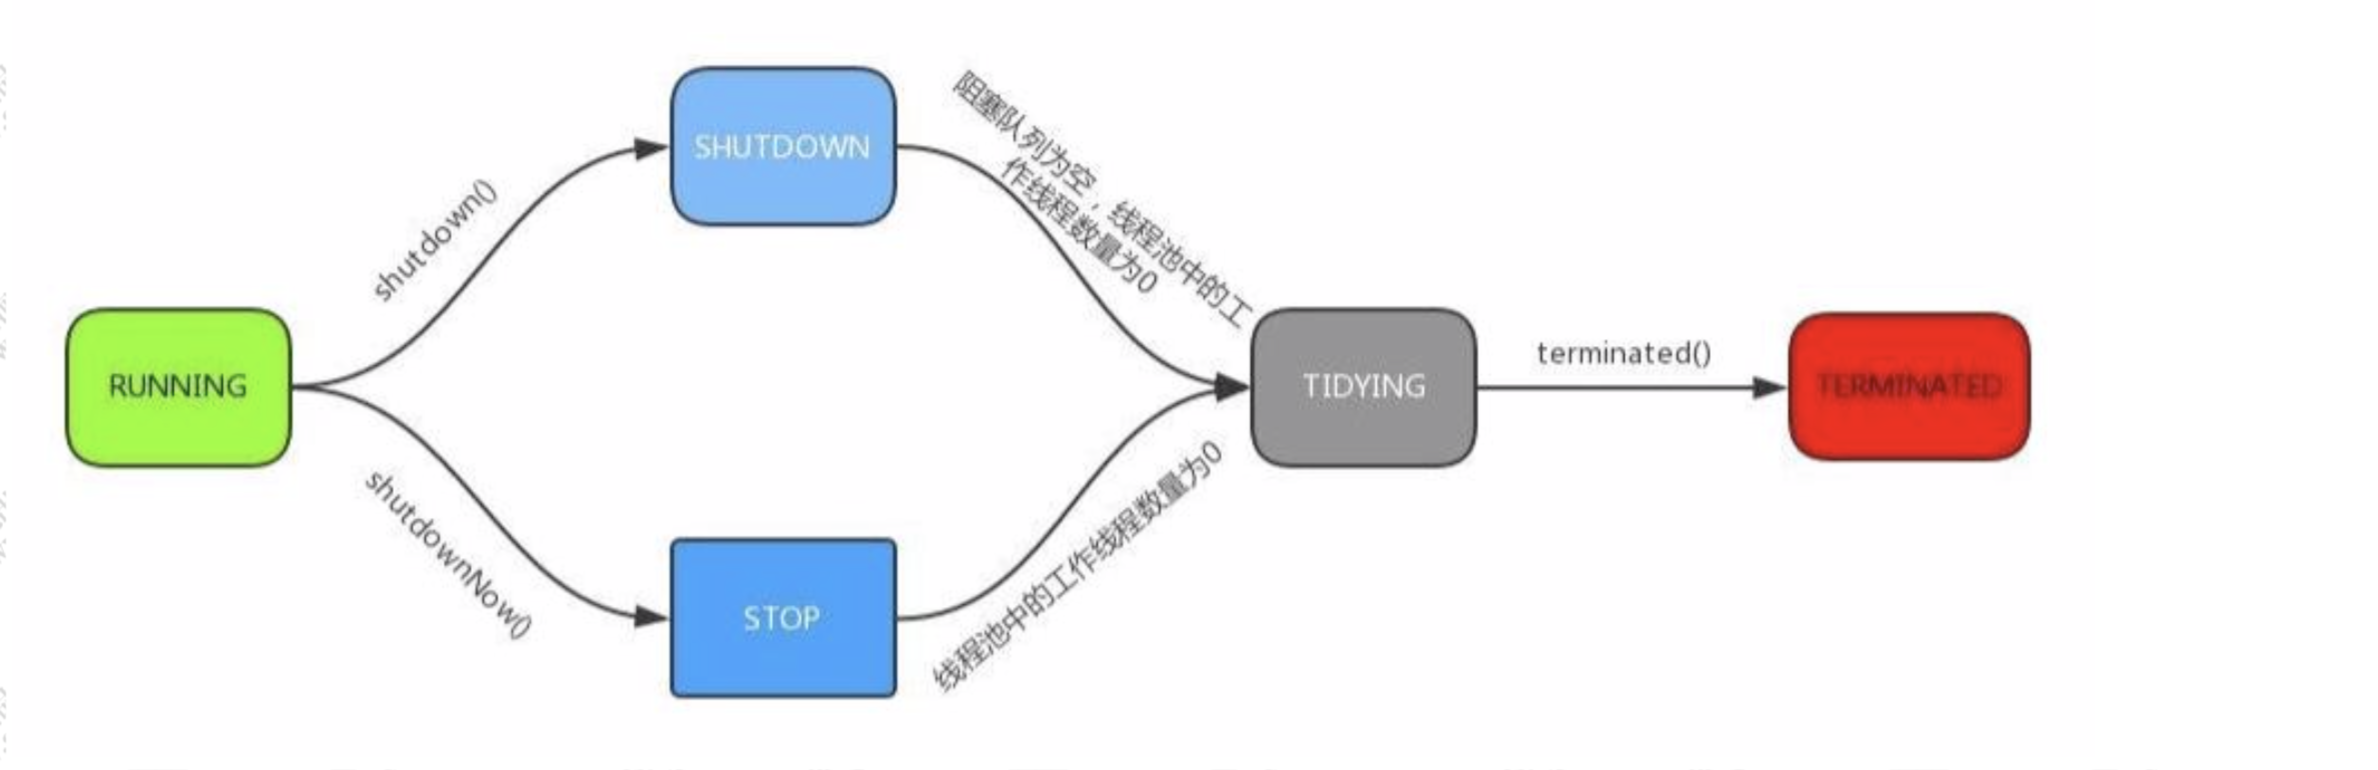 SHUTDOWN
阻塞队列为空，线程池中的工
作线程数量为0
shutdown()
RUNNING
TIDYING
terminated()
TERMINATED
shutdownNow()
STOP
线程池中的工作线程数量为0